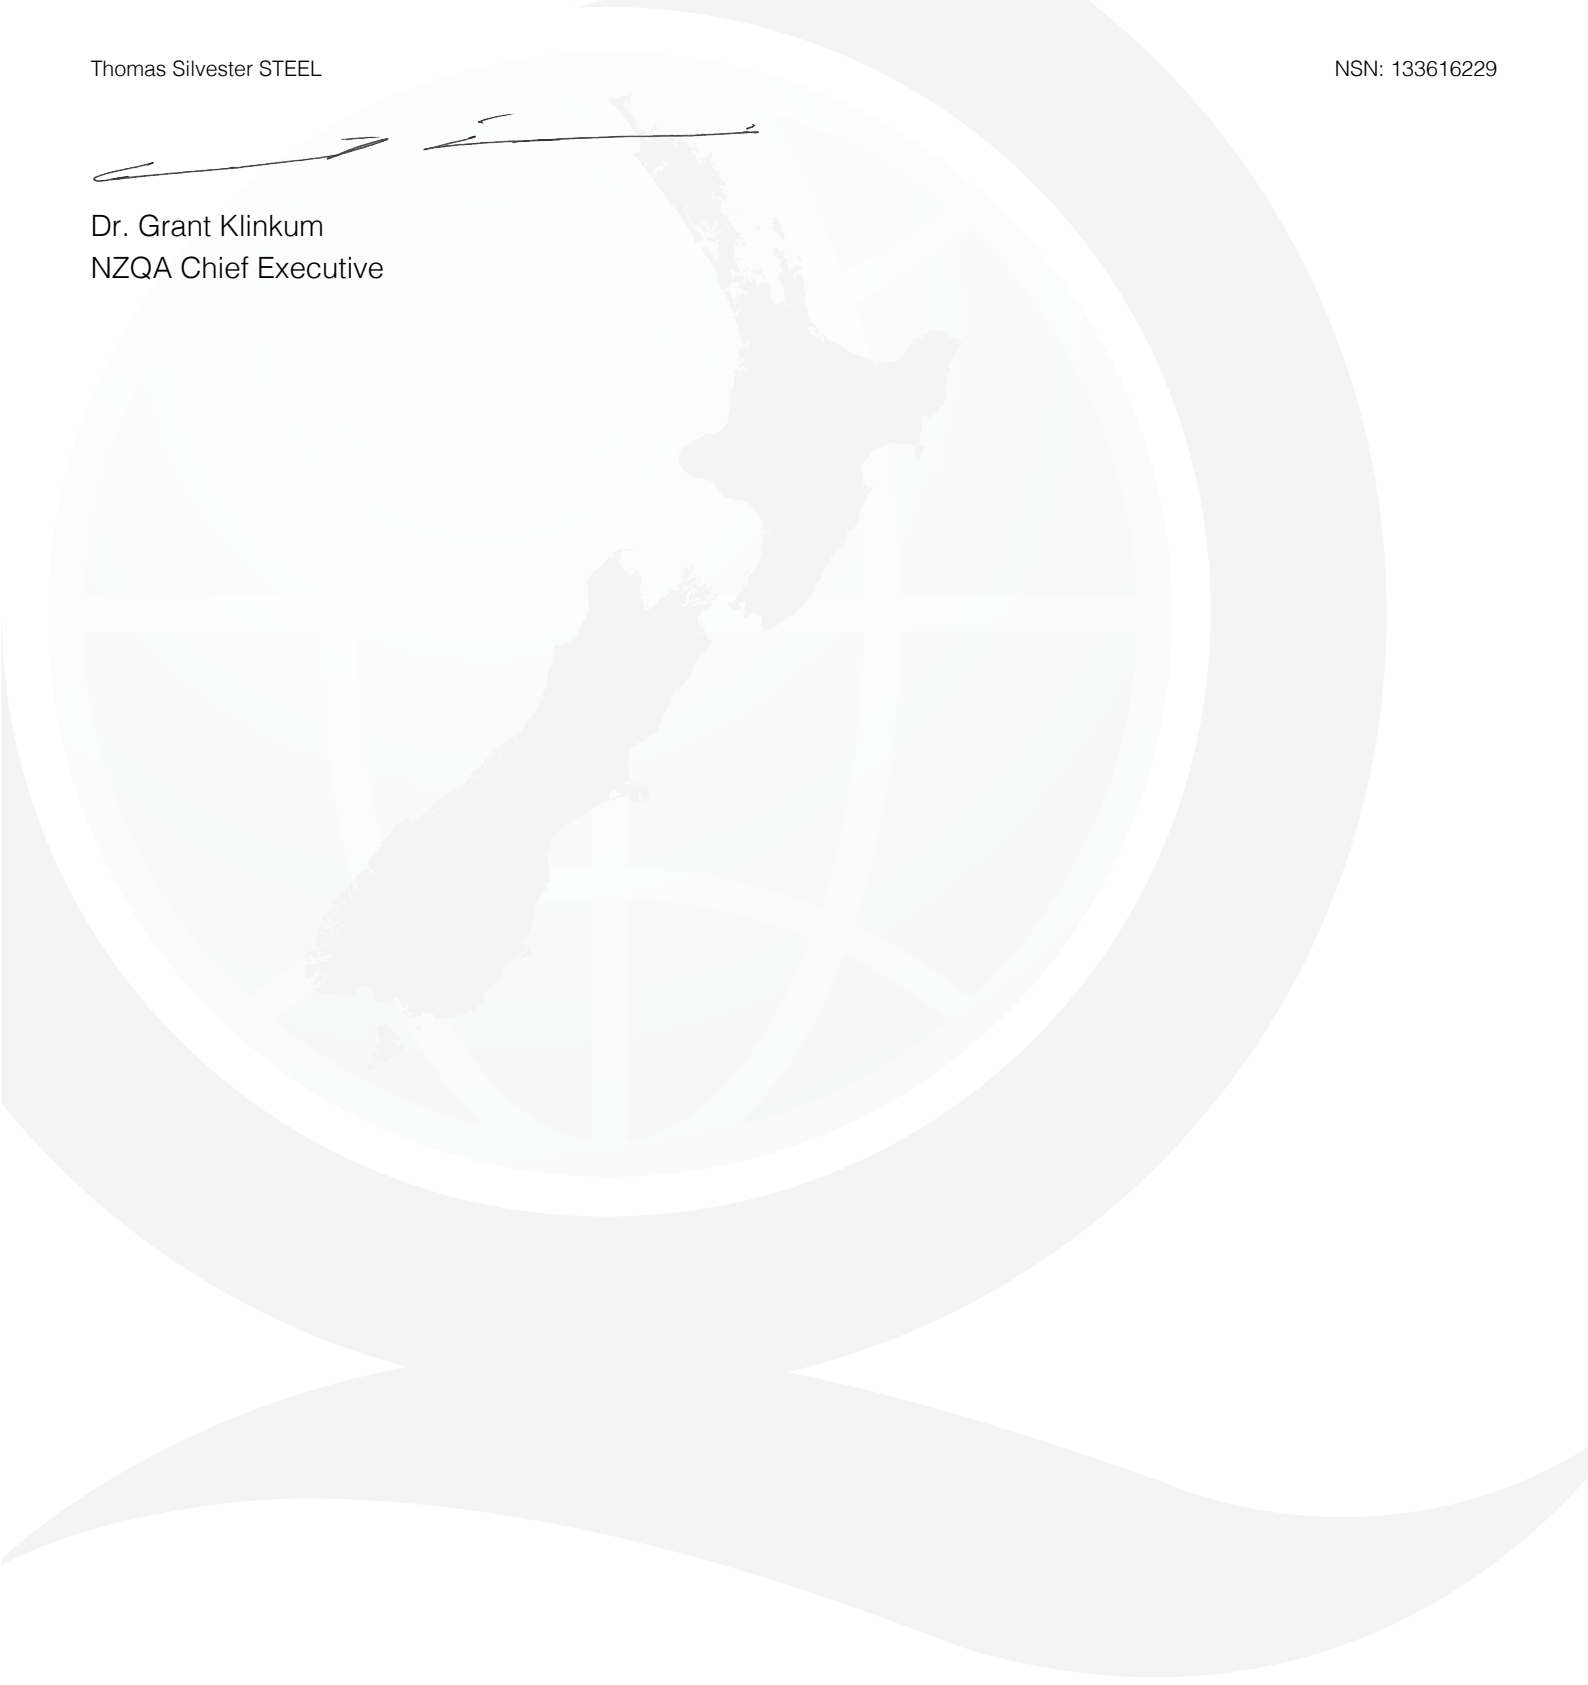 Thomas Silvester STEEL
NSN: 133616229
Dr. Grant Klinkum
NZQA Chief Executive